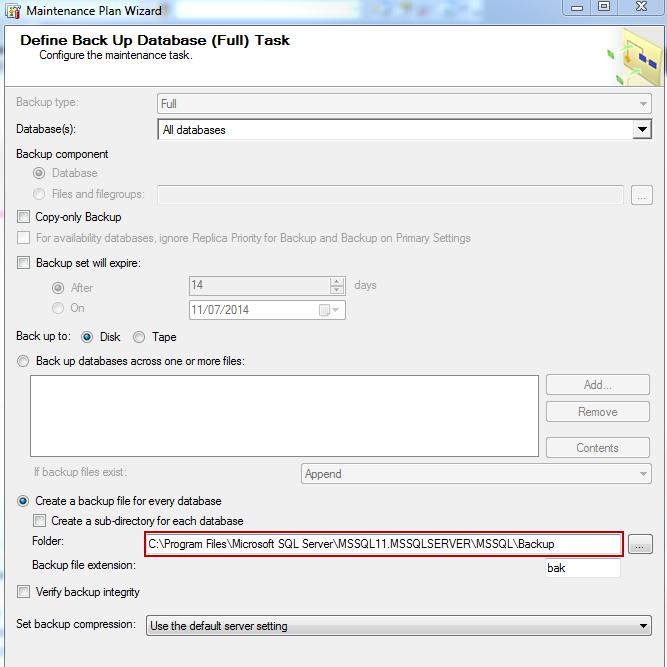 Maintenance Plan Wizard
Define Back Up Database (Full) Task
Configure the maintenance task.
Backup type: Full
Database(s): All databases
Backup component
Database
Files and filegroups: ...
Copy-only Backup
For availability databases, ignore Replica Priority for Backup and Backup on Primary Settings
Backup set will expire:
After 14 days
On 11/07/2014
Back up to: Disk Tape
Back up databases across one or more files:
Add...
Remove
Contents
If backup files exist: Append
Create a backup file for every database
Create a sub-directory for each database
Folder: C:\Program Files\Microsoft SQL Server\MSSQL11.MSSQLSERVER\MSSQL\Backup ...
Backup file extension: bak
Verify backup integrity
Set backup compression: Use the default server setting